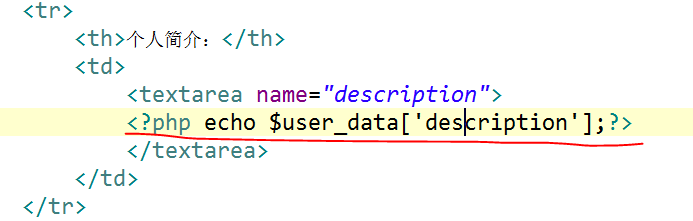 <tr>
<th>个人简介：</th>
<td>
<textarea name="description">
<?php echo $user_data['description'];?>
</textarea>
</td>
</tr>